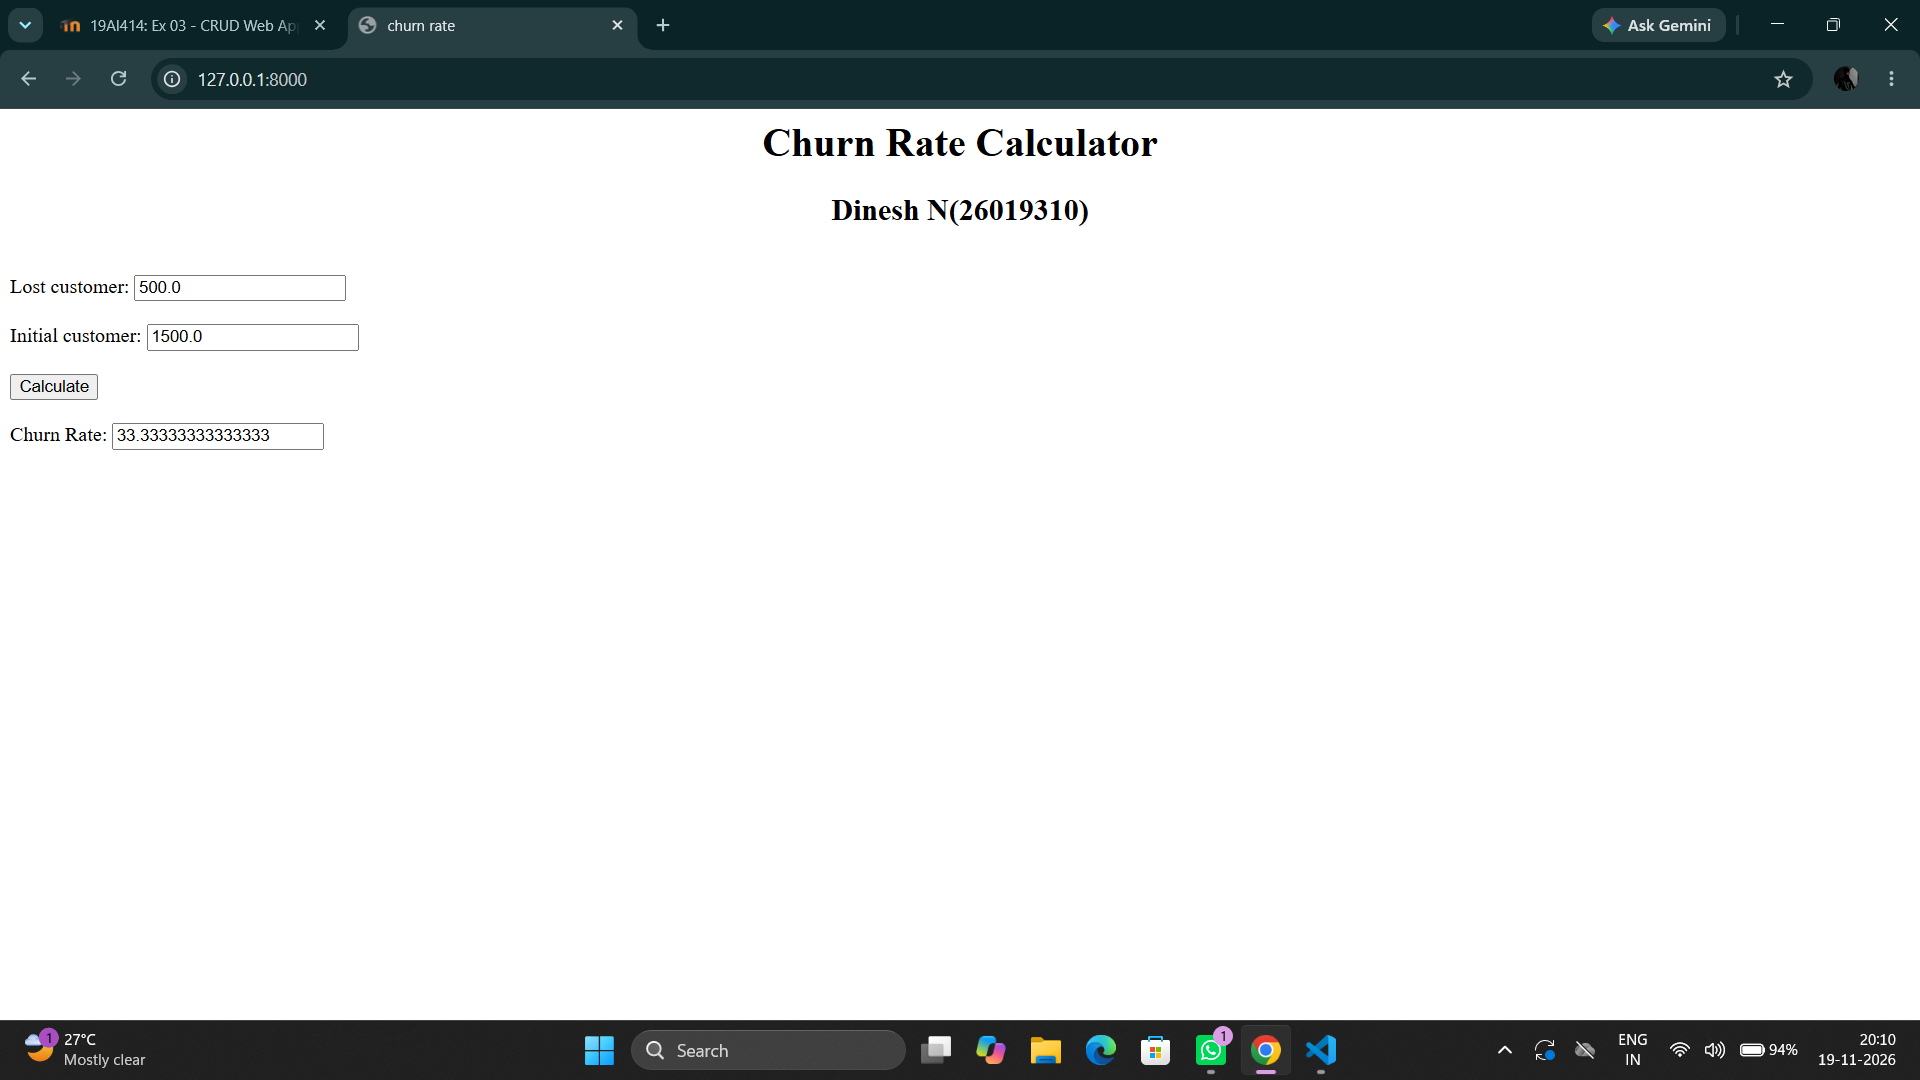 19AI414: Ex 03 - CRUD Web Ap
churn rate
Ask Gemini
127.0.0.1:8000
Churn Rate Calculator
Dinesh N(26019310)
Lost customer: 500.0
Initial customer: 1500.0
Calculate
Churn Rate: 33.33333333333333
1
27°C
Mostly clear
Search
1
ENG
IN
94%
20:10
19-11-2026